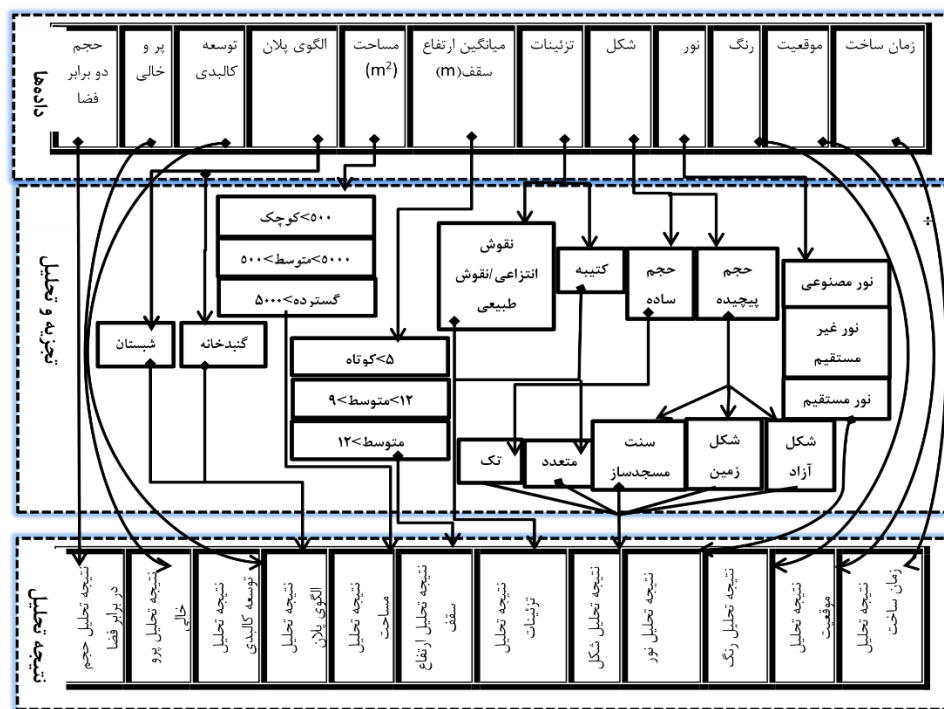 داده‌ها
زمان ساخت
موقعیت
رنگ
نور
شکل
تزئینات
میانگین ارتفاع
سقف(m)
مساحت
(m²)
الگوی پلان
توسعه
کالبدی
پر و
خالی
حجم
دو برابر
فضا
تجزیه و تحلیل
÷
۵۰۰>کوچک
۵۰۰۰>متوسط>۵۰۰
گسترده>۵۰۰۰
نقوش
انتزاعی/نقوش
طبیعی
کتیبه
حجم
ساده
حجم
پیچیده
نور مصنوعی
نور غیر
مستقیم
نور مستقیم
شبستان
گنبدخانه
۵>کوتاه
۱۲>متوسط>۹
متوسط>۱۲
تک
متعدد
سنت
مسجدساز
شکل
زمین
شکل
آزاد
نتیجه تحلیل
نتیجه تحلیل
زمان ساخت
نتیجه تحلیل
موقعیت
نتیجه تحلیل رنگ
نتیجه تحلیل نور
نتیجه تحلیل شکل
نتیجه تحلیل
تزئینات
نتیجه تحلیل ارتفاع
سقف
نتیجه تحلیل
مساحت
نتیجه تحلیل
الگوی پلان
نتیجه تحلیل
توسعه کالبدی
نتیجه تحلیل پرو
خالی
نتیجه تحلیل حجم
در برابر فضا